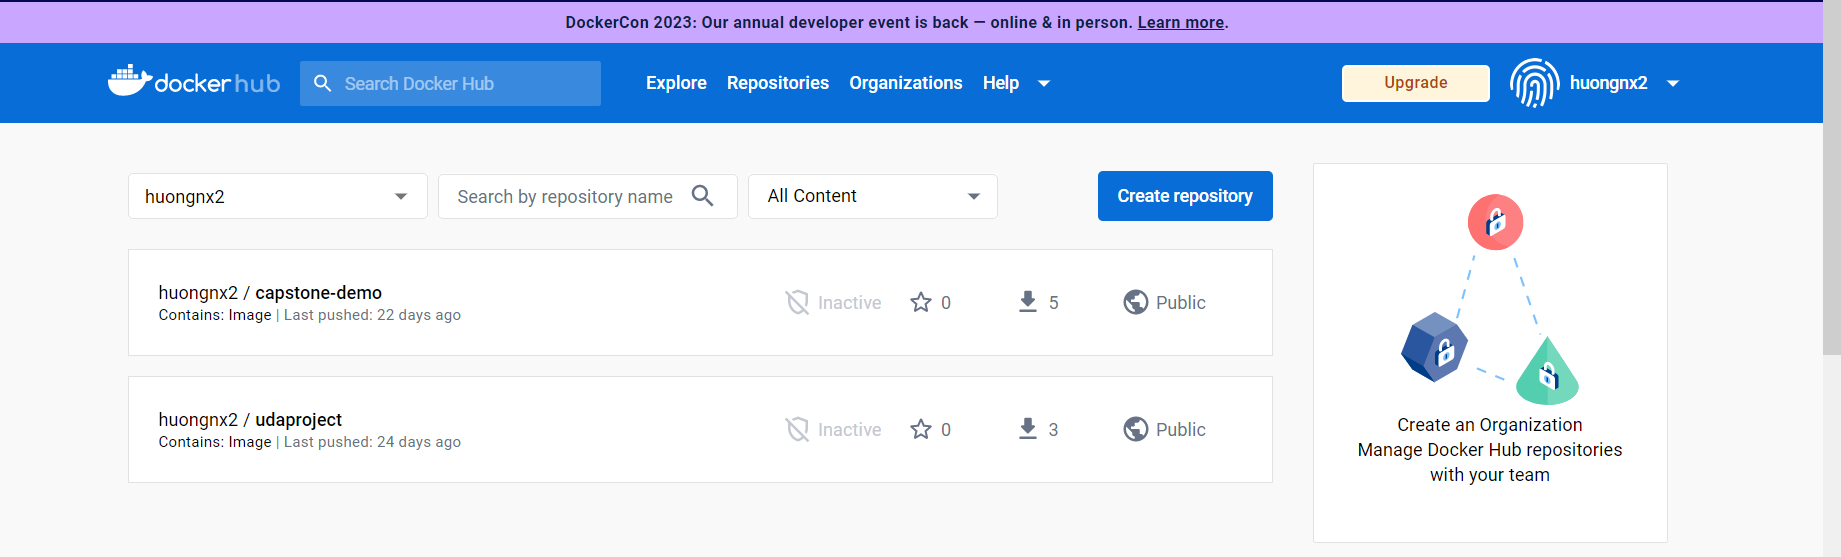 DockerCon 2023: Our annual developer event is back — online & in person. Learn more.
dockerhub
Search Docker Hub
Explore
Repositories
Organizations
Help
Upgrade
huongnx2
huongnx2
Search by repository name
All Content
Create repository
huongnx2 / capstone-demo
Contains: Image | Last pushed: 22 days ago
Inactive
0
5
Public
huongnx2 / udaproject
Contains: Image | Last pushed: 24 days ago
Inactive
0
3
Public
Create an Organization
Manage Docker Hub repositories
with your team